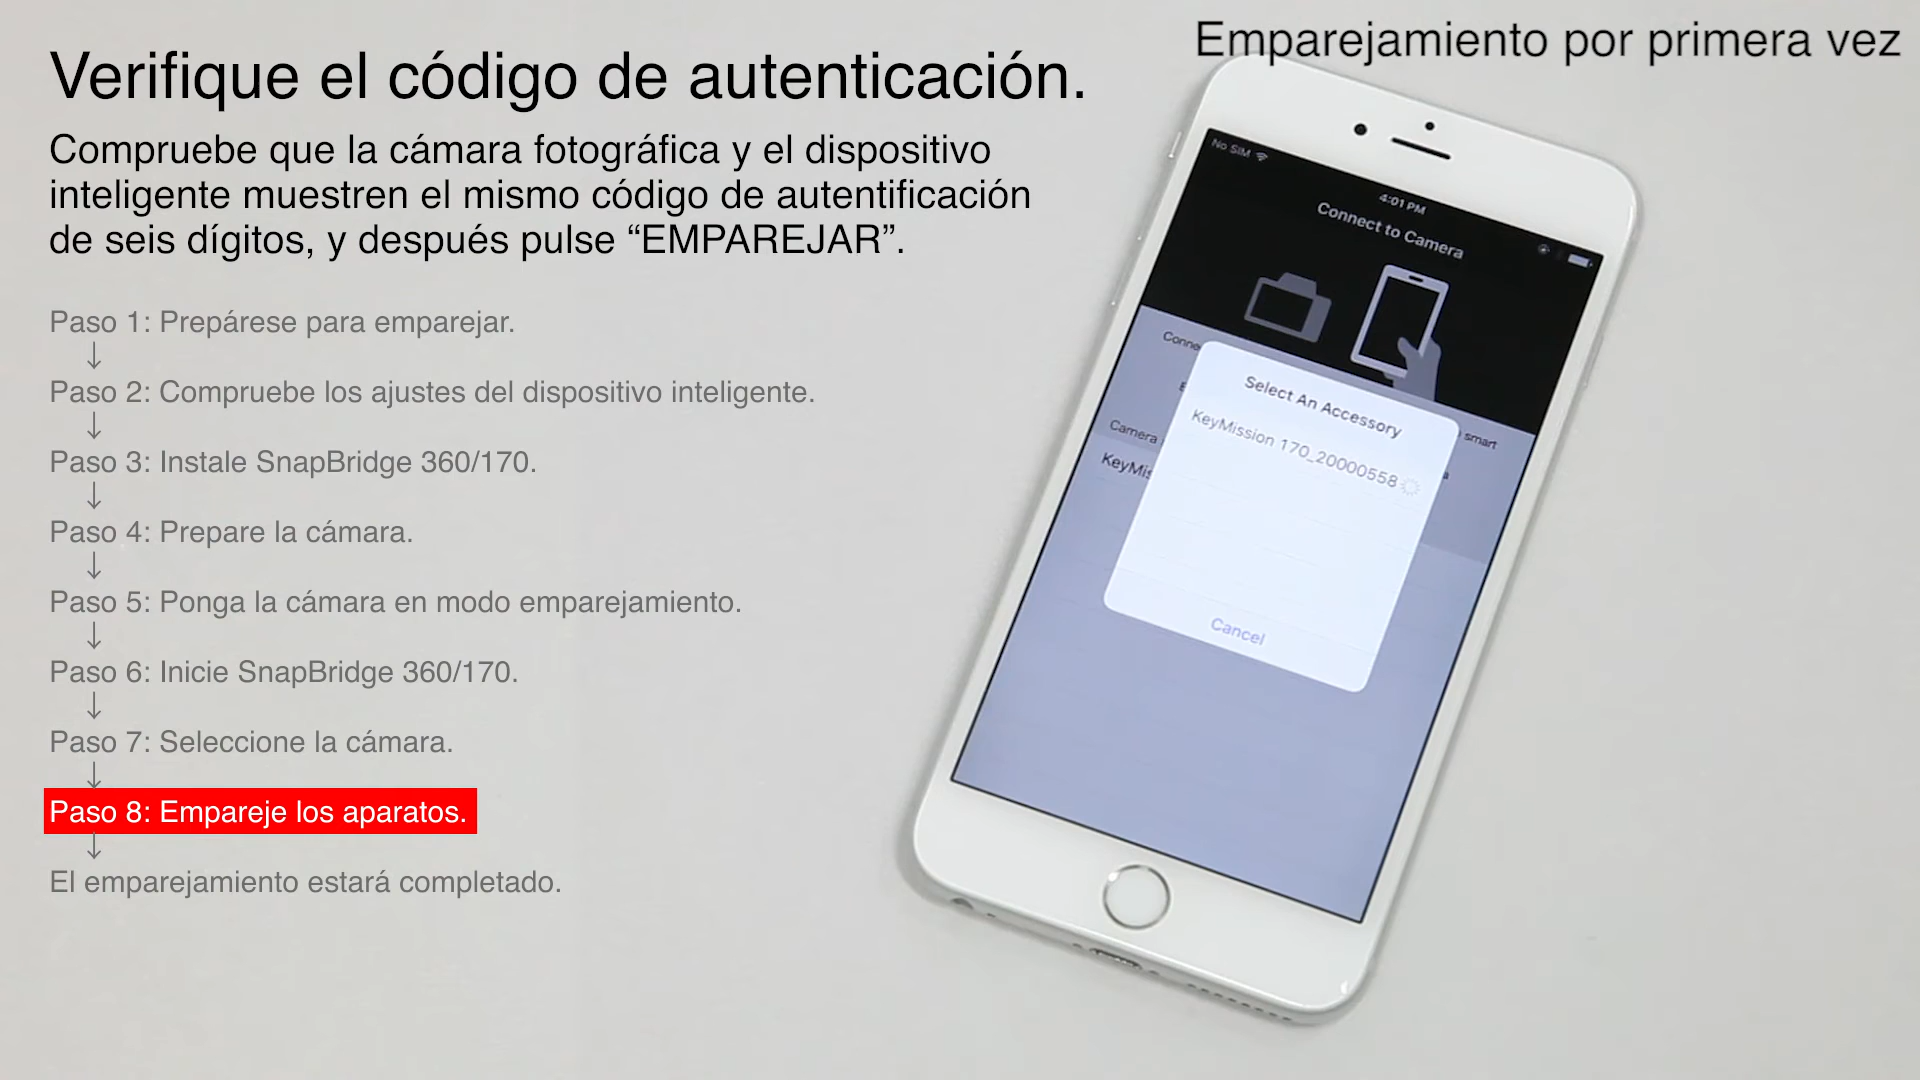 Emparejamiento por primera vez
Verifique el código de autenticación.
Compruebe que la cámara fotográfica y el dispositivo
inteligente muestren el mismo código de autentificación
de seis dígitos, y después pulse “EMPAREJAR”.
Paso 1: Prepárese para emparejar.
↓
Paso 2: Compruebe los ajustes del dispositivo inteligente.
↓
Paso 3: Instale SnapBridge 360/170.
↓
Paso 4: Prepare la cámara.
↓
Paso 5: Ponga la cámara en modo emparejamiento.
↓
Paso 6: Inicie SnapBridge 360/170.
↓
Paso 7: Seleccione la cámara.
↓
Paso 8: Empareje los aparatos.
↓
El emparejamiento estará completado.
No SIM
4:01 PM
Connect to Camera
Conne
smart
Camera
KeyMis
Select An Accessory
KeyMission 170_20000558
Cancel